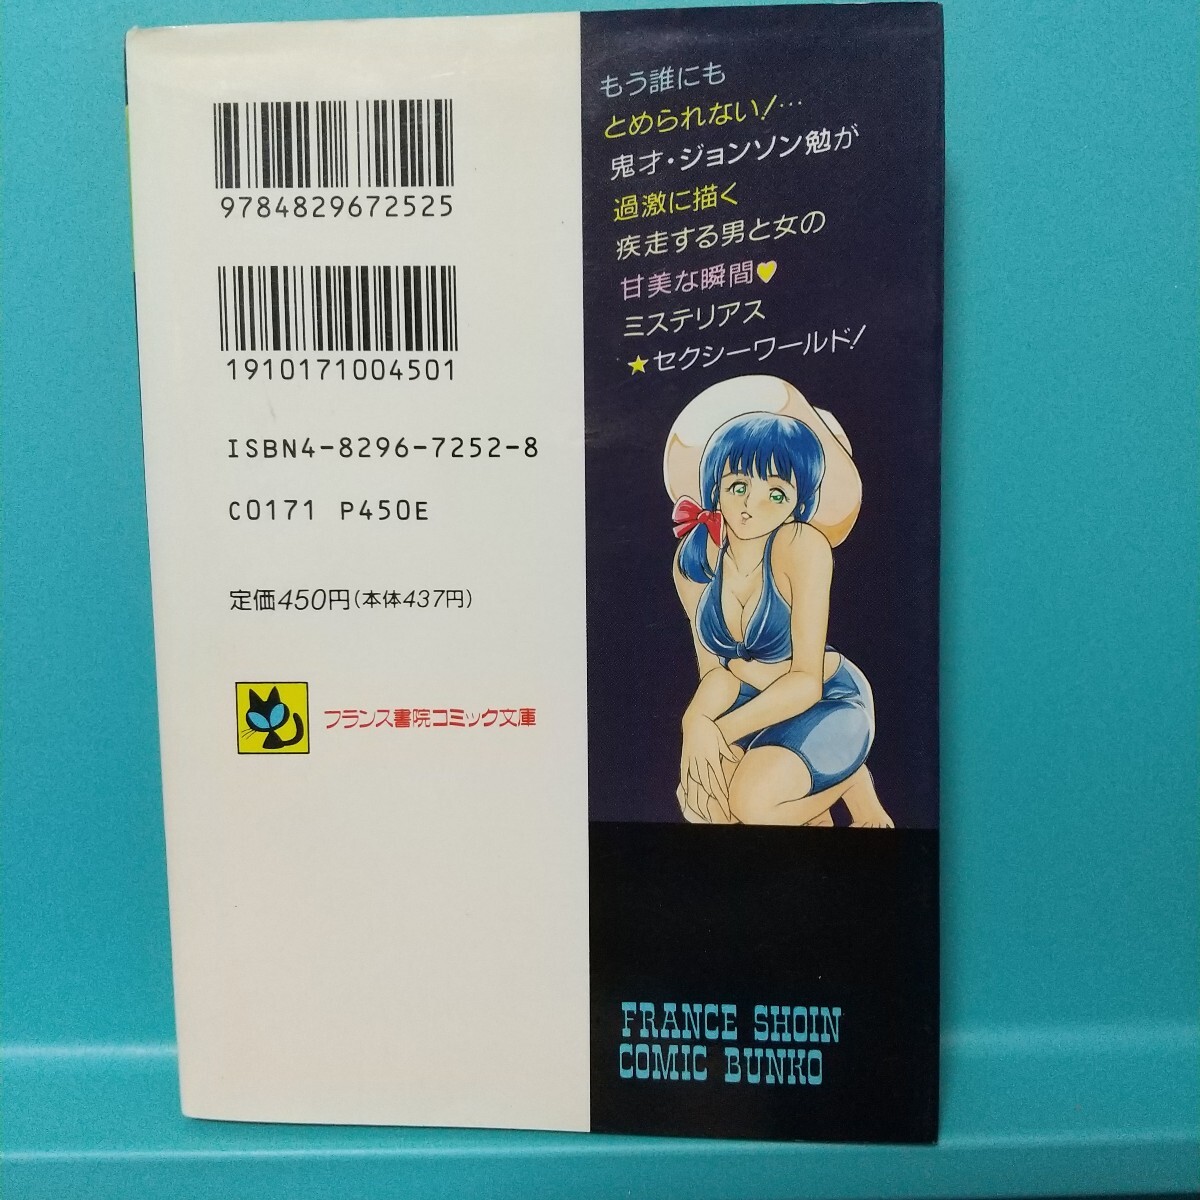 9784829672525
1910171004501
ISBN4-8296-7252-8
C0171 P450E
定価450円(本体437円)
フランス書院コミック文庫
もう誰にも
とめられない!…
鬼才・ジョンソン勉が
過激に描く
疾走する男と女の
甘美な瞬間♥
ミステリアス
★セクシーワールド!
FRANCE SHOIN
COMIC BUNKO